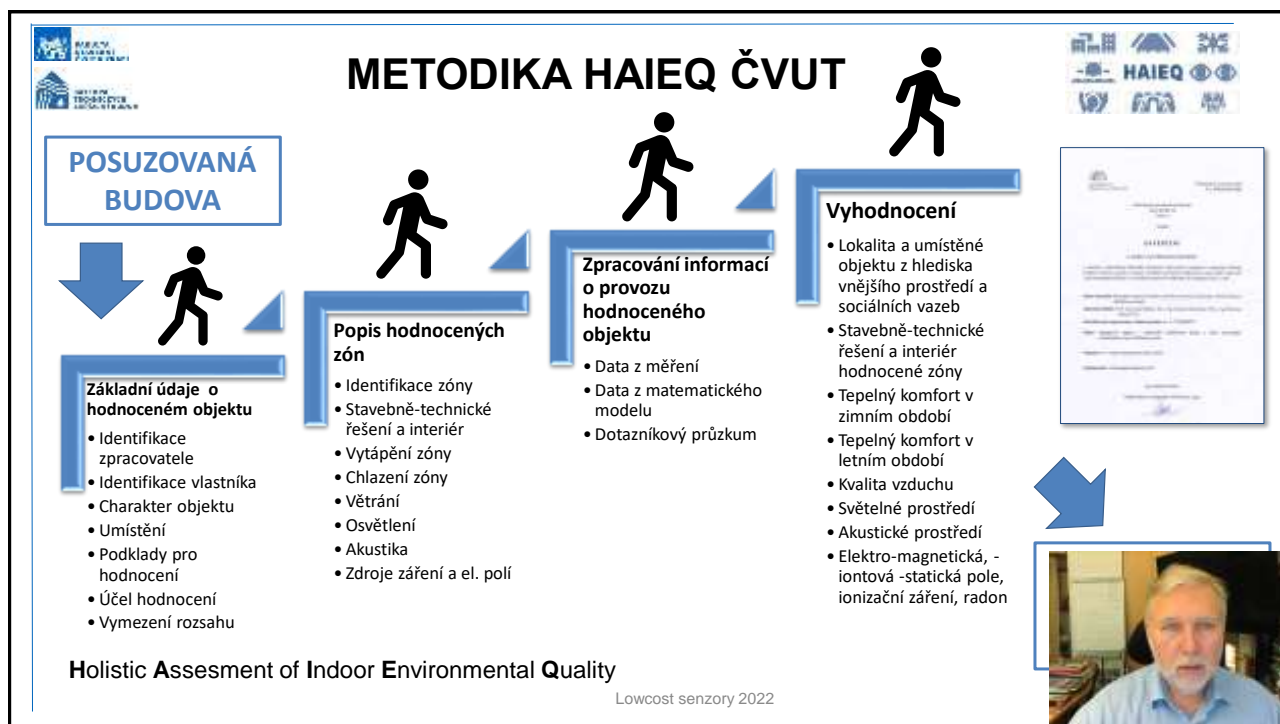 METODIKA HAIEQ ČVUT
HAIEQ
POSUZOVANÁ
BUDOVA
Základní údaje o
hodnoceném objektu
• Identifikace
zpracovatele
• Identifikace vlastníka
• Charakter objektu
• Umístění
• Podklady pro
hodnocení
• Účel hodnocení
• Vymezení rozsahu
Popis hodnocených
zón
• Identifikace zóny
• Stavebně-technické
řešení a interiér
• Vytápění zóny
• Chlazení zóny
• Větrání
• Osvětlení
• Akustika
• Zdroje záření a el. polí
Zpracování informací
o provozu
hodnoceného
objektu
• Data z měření
• Data z matematického
modelu
• Dotazníkový průzkum
Vyhodnocení
• Lokalita a umístěné
objektu z hlediska
vnějšího prostředí a
sociálních vazeb
• Stavebně-technické
řešení a interiér
hodnocené zóny
• Tepelný komfort v
zimním období
• Tepelný komfort v
letním období
• Kvalita vzduchu
• Světelné prostředí
• Akustické prostředí
• Elektro-magnetická, -
iontová -statická pole,
ionizační záření, radon
Holistic Assesment of Indoor Environmental Quality
Lowcost senzory 2022